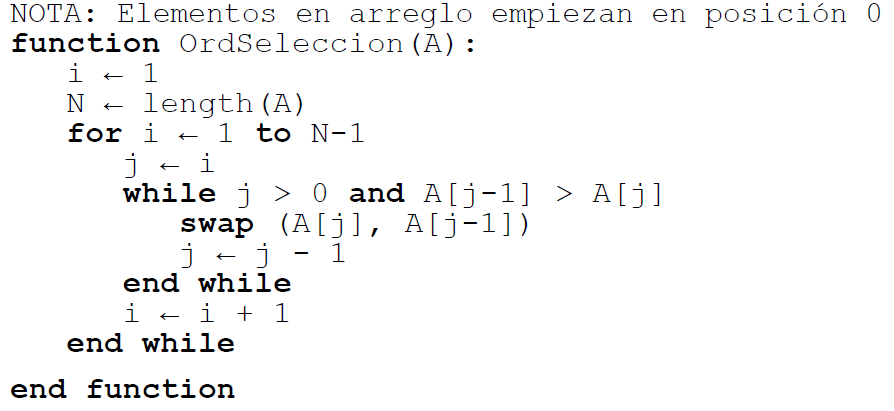 NOTA: Elementos en arreglo empiezan en posición 0
function OrdSeleccion(A):
i ← 1
N ← length(A)
for i ← 1 to N-1
j ← i
while j > 0 and A[j-1] > A[j]
swap (A[j], A[j-1])
j ← j - 1
end while
i ← i + 1
end while
end function